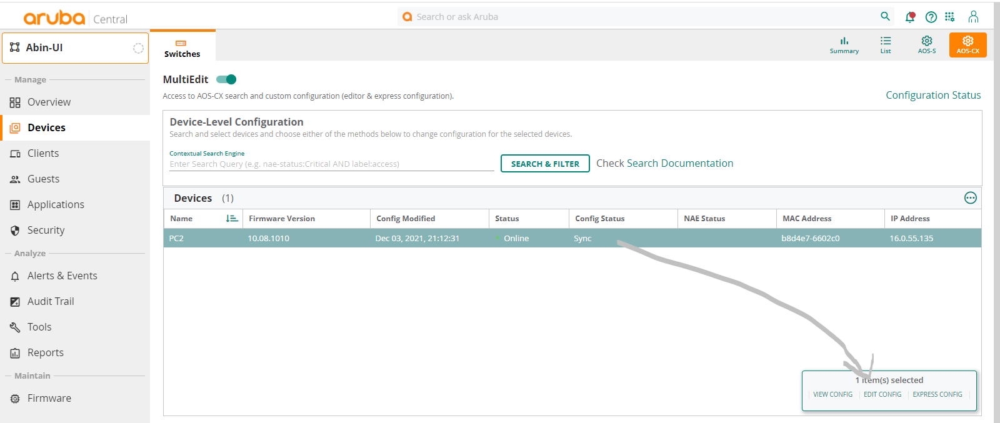 aruba Central
Search or ask Aruba
Abin-UI
Switches
Summary
List
AOS-S
AOS-CX
Manage
Overview
Devices
Clients
Guests
Applications
Security
Analyze
Alerts & Events
Audit Trail
Tools
Reports
Maintain
Firmware
MultiEdit
Access to AOS-CX search and custom configuration (editor & express configuration).
Configuration Status
Device-Level Configuration
Search and select devices and choose either of the methods below to change configuration for the selected devices.
Contextual Search Engine
Enter Search Query (e.g. nae-status:Critical AND label:access)
SEARCH & FILTER
Check Search Documentation
Devices (1)
Name Firmware Version Config Modified Status Config Status NAE Status MAC Address IP Address
PC2 10.08.1010 Dec 03, 2021, 21:12:31 Online Sync b8d4e7-6602c0 16.0.55.135
1 item(s) selected
VIEW CONFIG EDIT CONFIG EXPRESS CONFIG